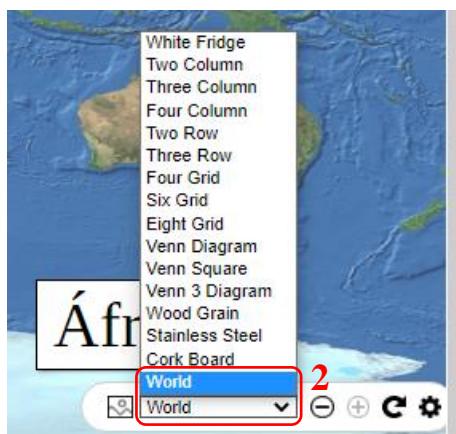 White Fridge
Two Column
Three Column
Four Column
Two Row
Three Row
Four Grid
Six Grid
Eight Grid
Venn Diagram
Venn Square
Venn 3 Diagram
Wood Grain
Stainless Steel
Áfr
Cork Board
World
2
World